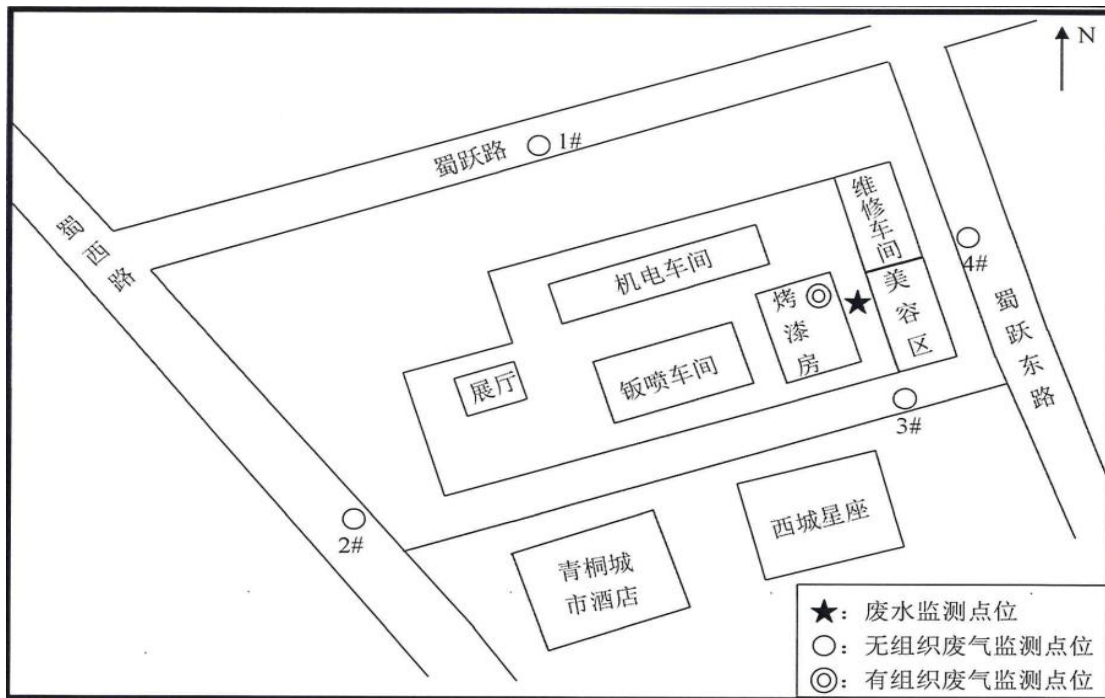 N
蜀跃路
1#
蜀西路
维修车间
机电车间
4#
烤漆房
美容区
蜀跃东路
展厅
钣喷车间
3#
2#
西城星座
青桐城
市酒店
★：废水监测点位
○：无组织废气监测点位
◎：有组织废气监测点位